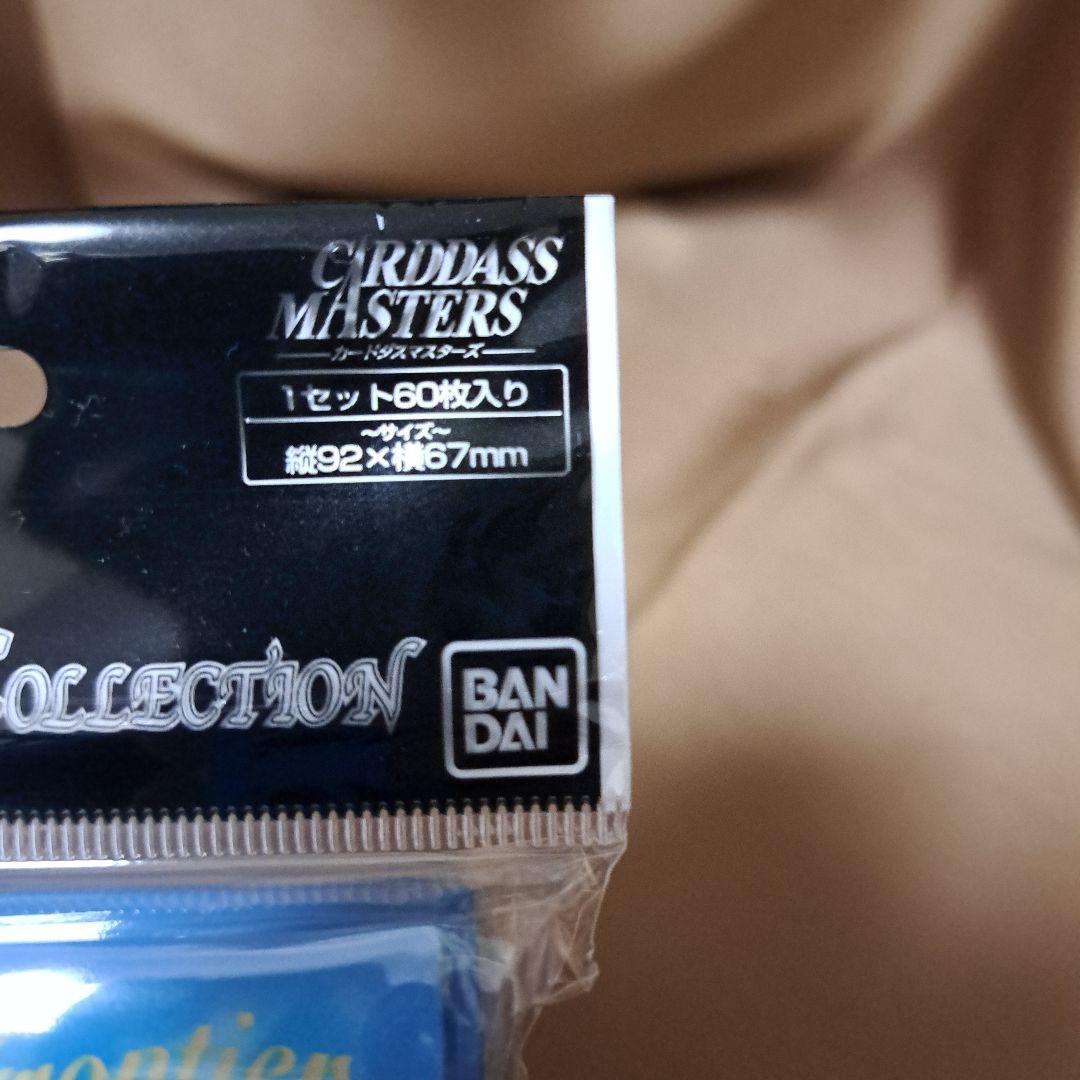 CARDDASS
MASTERS
カードダスマスターズ
1セット60枚入り
～サイズ～
縦92×横67mm
COLLECTION
BAN
DAI